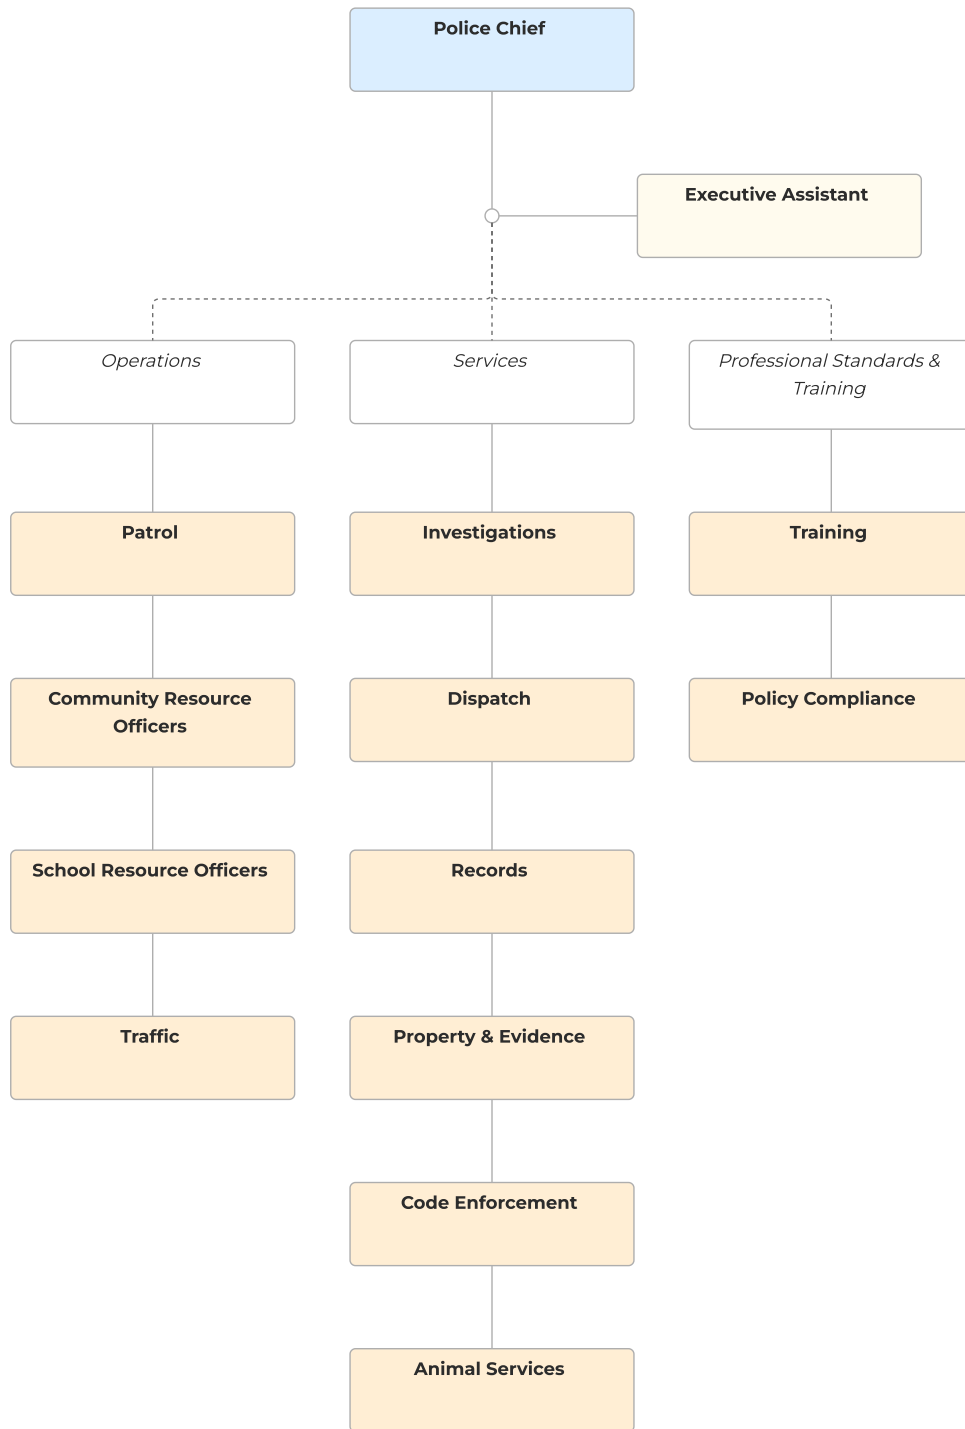 Police Chief
Executive Assistant
Operations
Services
Professional Standards &
Training
Patrol
Investigations
Training
Community Resource
Officers
Dispatch
Policy Compliance
School Resource Officers
Records
Traffic
Property & Evidence
Code Enforcement
Animal Services